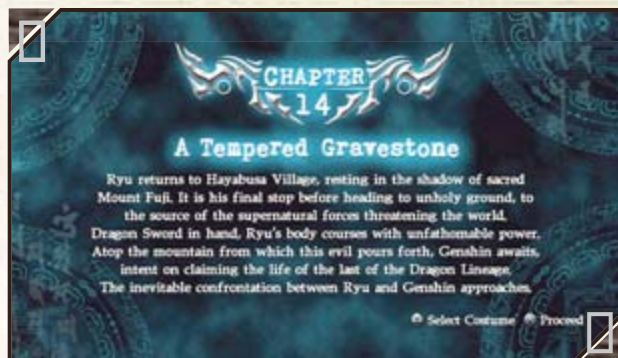 CHAPTER
14
A Tempered Gravestone
Ryu returns to Hayabusa Village, resting in the shadow of sacred
Mount Fuji. It is his final stop before heading to unholy ground, to
the source of the supernatural forces threatening the world.
Dragon Sword in hand, Ryu's body courses with unfathomable power.
Atop the mountain from which this evil pours forth, Genshin awaits,
intent on claiming the life of the last of the Dragon Lineage.
The inevitable confrontation between Ryu and Genshin approaches.
Select Costume Proceed